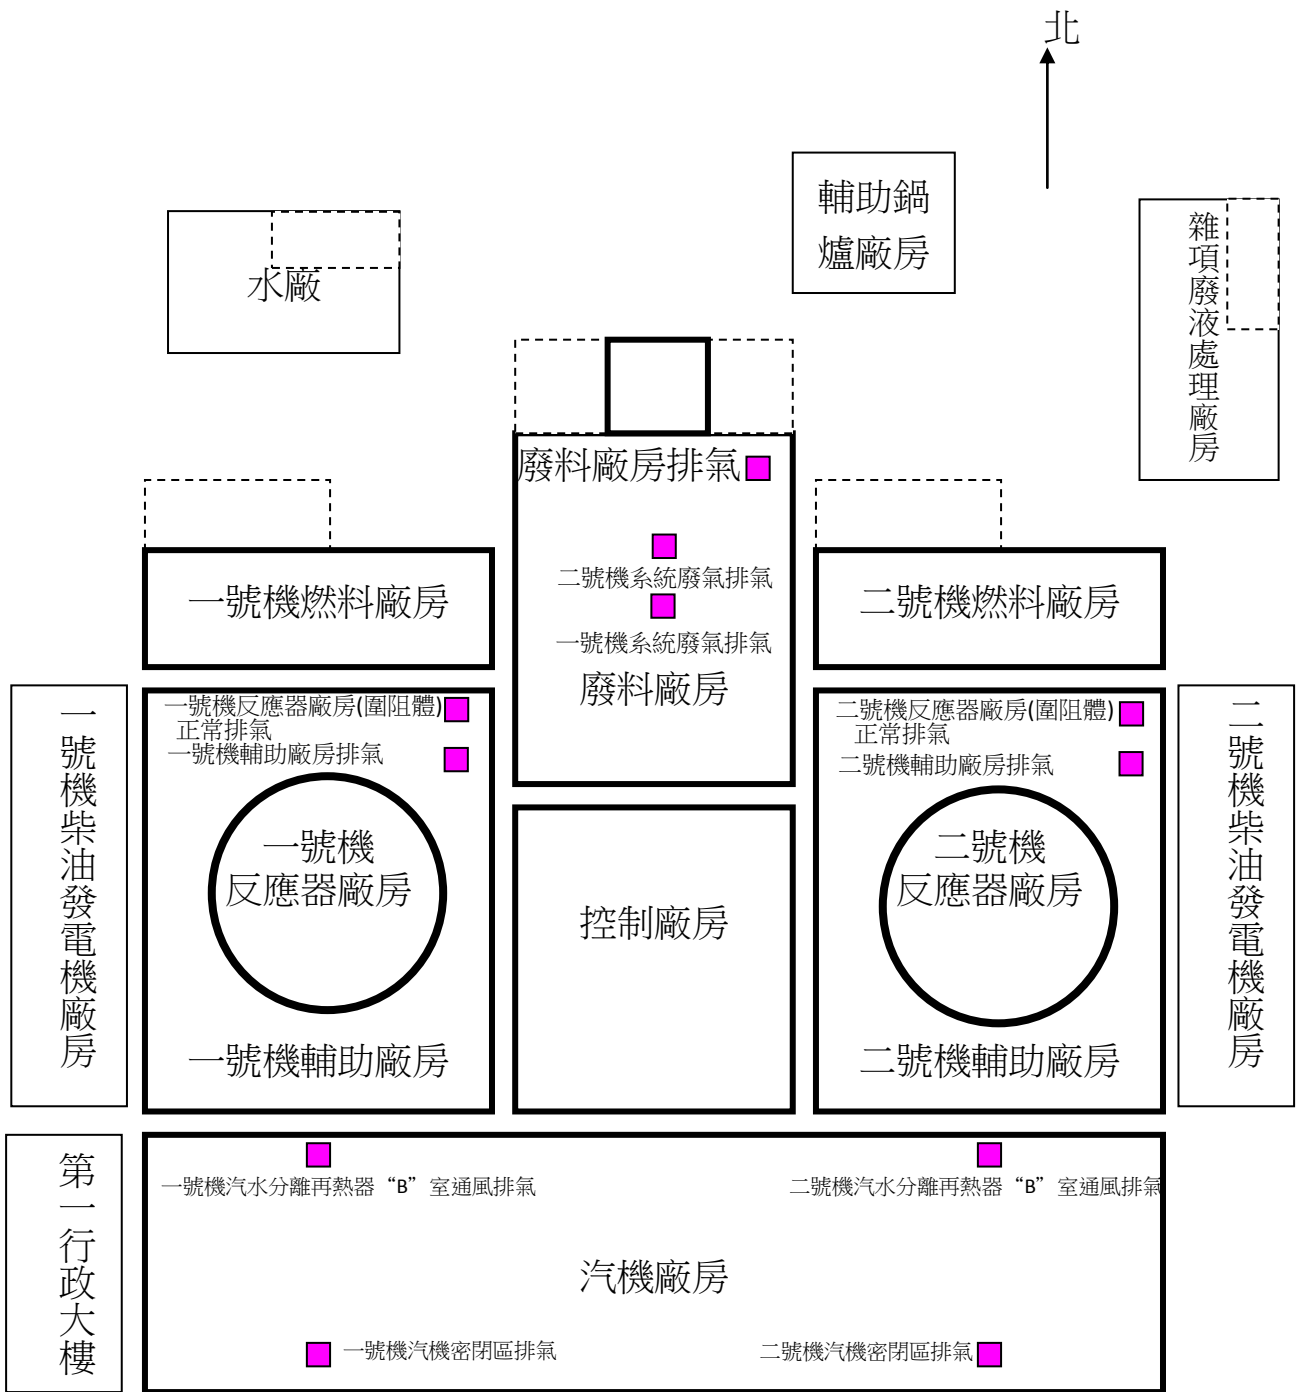 北
輔助鍋
爐廠房
水廠
雜項廢液處理廠房
廢料廠房排氣
二號機系統廢氣排氣
一號機燃料廠房
二號機燃料廠房
一號機系統廢氣排氣
廢料廠房
一號機柴油發電機廠房
一號機反應器廠房(圍阻體)
正常排氣
一號機輔助廠房排氣
二號機反應器廠房(圍阻體)
正常排氣
二號機輔助廠房排氣
二號機柴油發電機廠房
一號機
反應器廠房
控制廠房
二號機
反應器廠房
一號機輔助廠房
二號機輔助廠房
第一行政大樓
一號機汽水分離再熱器“B”室通風排氣
二號機汽水分離再熱器“B”室通風排氣
汽機廠房
一號機汽機密閉區排氣
二號機汽機密閉區排氣